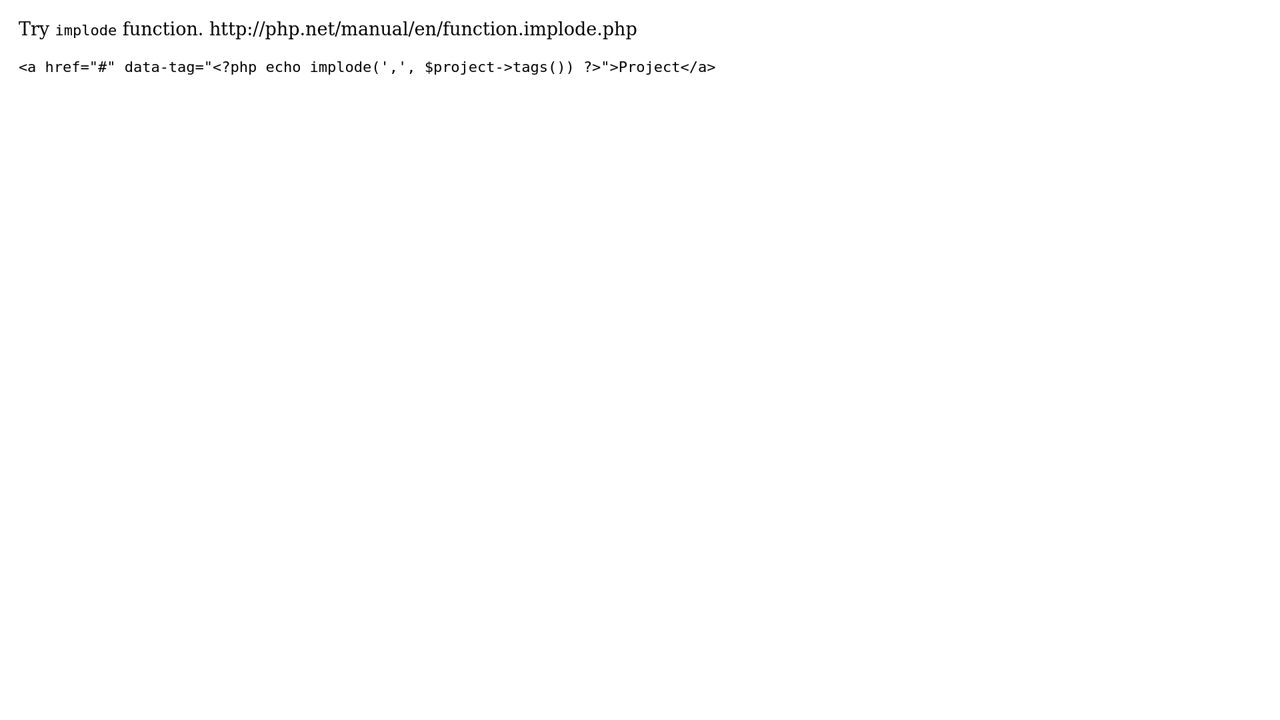 Try implode function. http://php.net/manual/en/function.implode.php
<a href="#" data-tag="<?php echo implode(',', $project->tags()) ?>">Project</a>